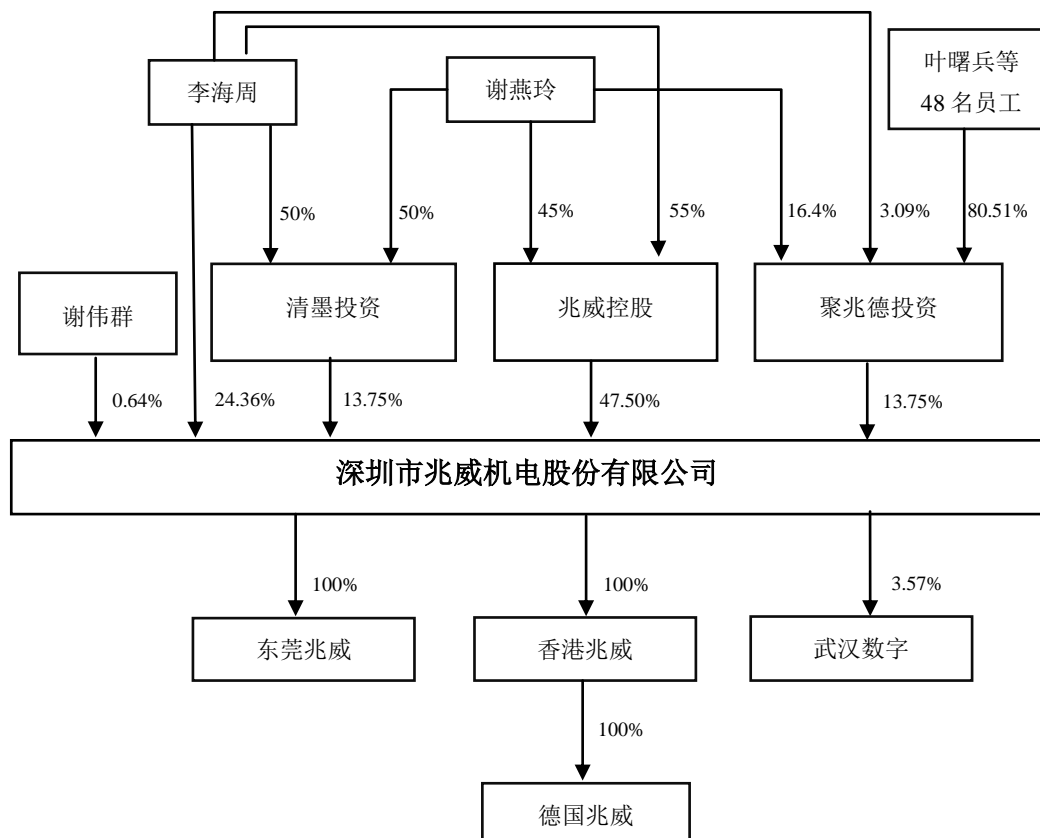 叶曙兵等
48 名员工
李海周
谢燕玲
50%
50%
45%
55%
16.4%
3.09%
80.51%
谢伟群
清墨投资
兆威控股
聚兆德投资
0.64%
24.36%
13.75%
47.50%
13.75%
深圳市兆威机电股份有限公司
100%
100%
3.57%
东莞兆威
香港兆威
武汉数字
100%
德国兆威